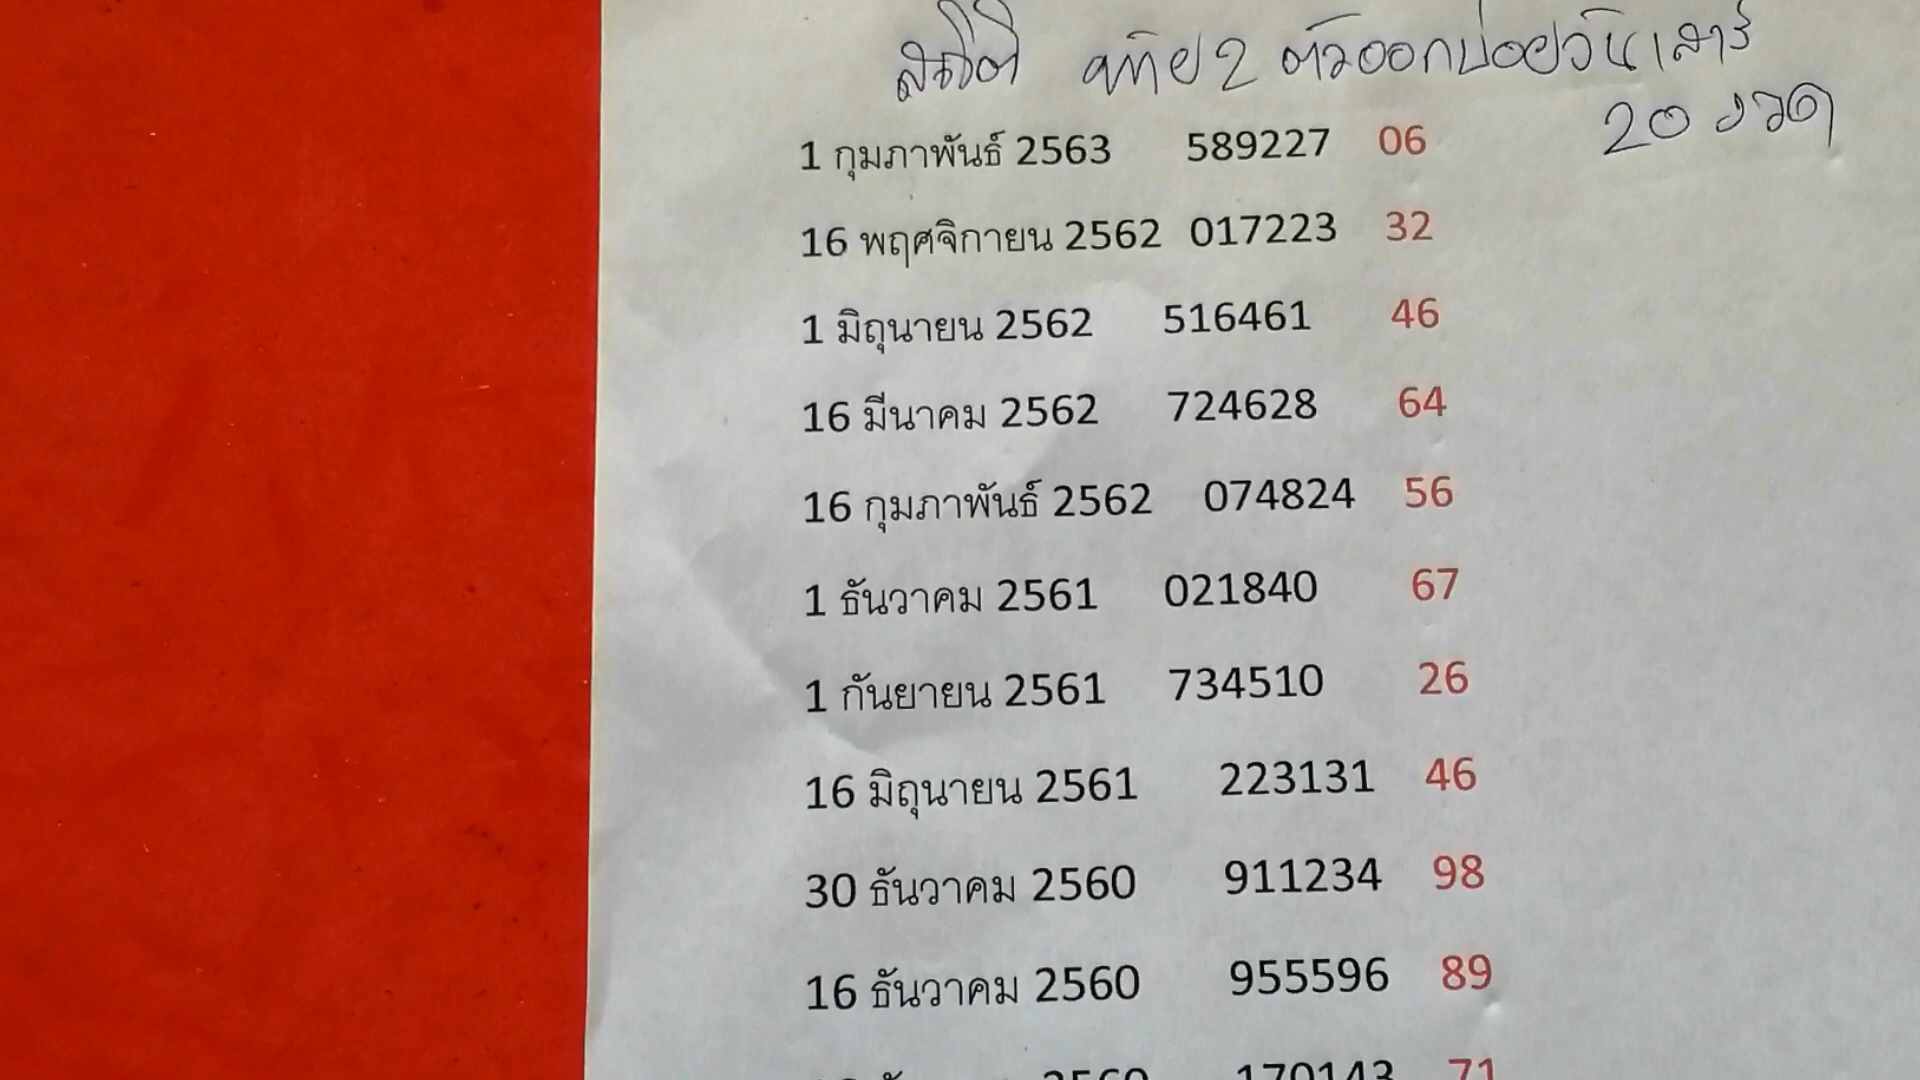 สถิติ ท้าย 2 ตัวออกบ่อยวันเสาร์
20 งวด
1 กุมภาพันธ์ 2563 589227 06
16 พฤศจิกายน 2562 017223 32
1 มิถุนายน 2562 516461 46
16 มีนาคม 2562 724628 64
16 กุมภาพันธ์ 2562 074824 56
1 ธันวาคม 2561 021840 67
1 กันยายน 2561 734510 26
16 มิถุนายน 2561 223131 46
30 ธันวาคม 2560 911234 98
16 ธันวาคม 2560 955596 89
2560 170143 71